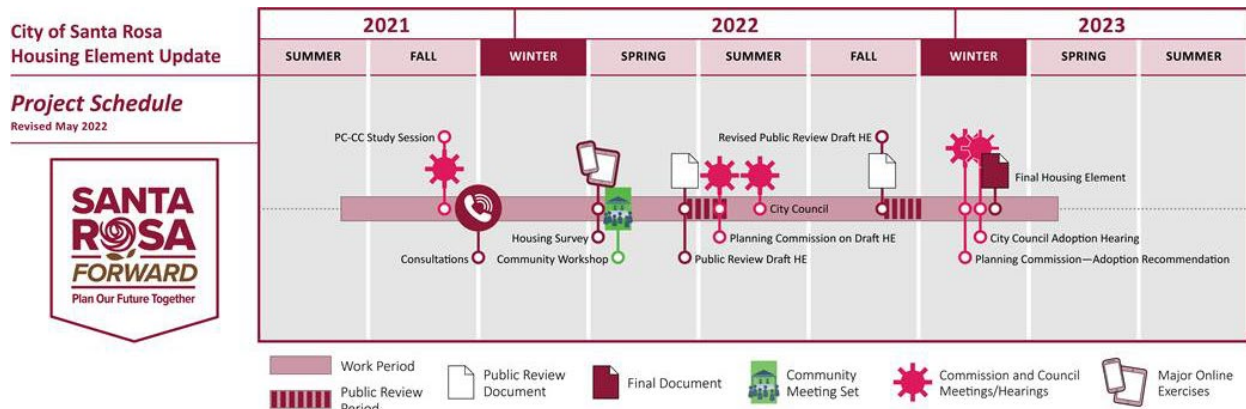 City of Santa Rosa
Housing Element Update
Project Schedule
Revised May 2022
SANTA
ROSA
FORWARD
Plan Our Future Together
2021 2022 2023
SUMMER FALL WINTER SPRING SUMMER FALL WINTER SPRING SUMMER
PC-CC Study Session
Revised Public Review Draft HE
Final Housing Element
City Council
Housing Survey
Planning Commission on Draft HE
City Council Adoption Hearing
Consultations
Community Workshop
Public Review Draft HE
Planning Commission—Adoption Recommendation
Work Period
Public Review
Period
Public Review
Document
Final Document
Community
Meeting Set
Commission and Council
Meetings/Hearings
Major Online
Exercises